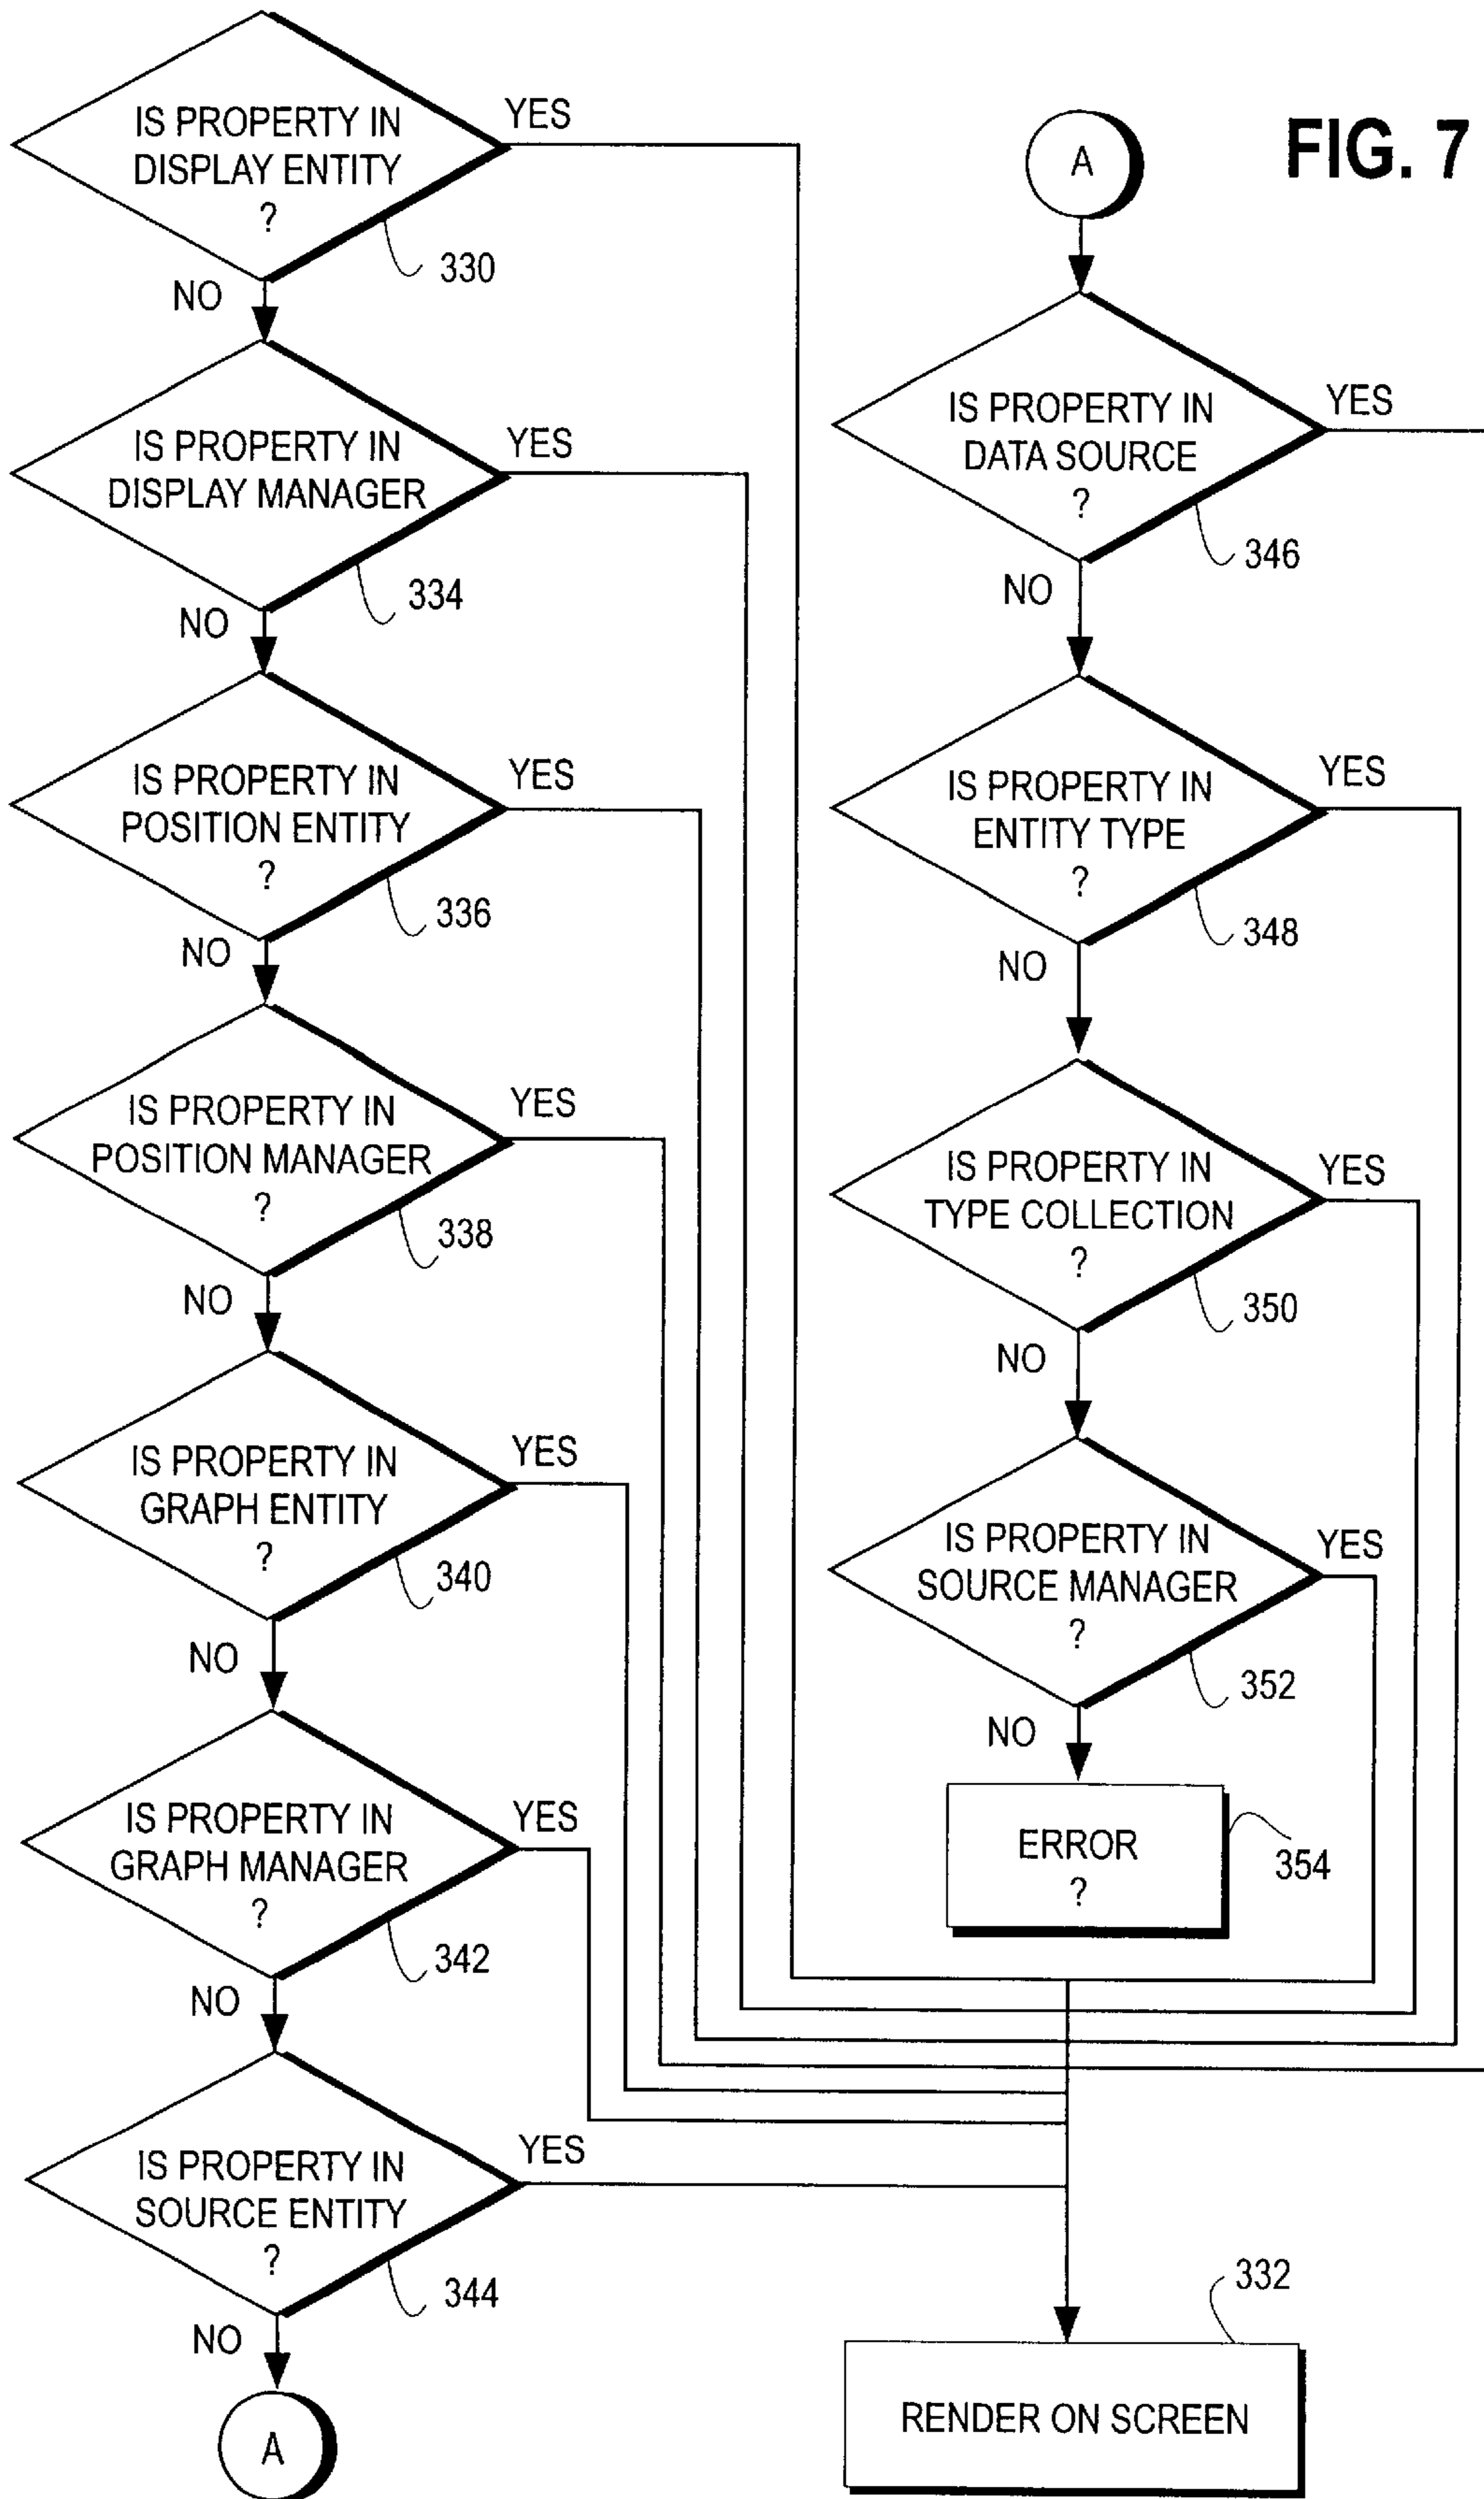 FIG. 7
IS PROPERTY IN
DISPLAY ENTITY
?
YES
330
NO
IS PROPERTY IN
DISPLAY MANAGER
YES
334
NO
IS PROPERTY IN
POSITION ENTITY
?
YES
336
NO
IS PROPERTY IN
POSITION MANAGER
?
YES
338
NO
IS PROPERTY IN
GRAPH ENTITY
?
YES
340
NO
IS PROPERTY IN
GRAPH MANAGER
?
YES
342
NO
IS PROPERTY IN
SOURCE ENTITY
?
YES
344
NO
A
A
IS PROPERTY IN
DATA SOURCE
?
YES
346
NO
IS PROPERTY IN
ENTITY TYPE
?
YES
348
NO
IS PROPERTY IN
TYPE COLLECTION
?
YES
350
NO
IS PROPERTY IN
SOURCE MANAGER
?
YES
352
NO
ERROR
?
354
332
RENDER ON SCREEN